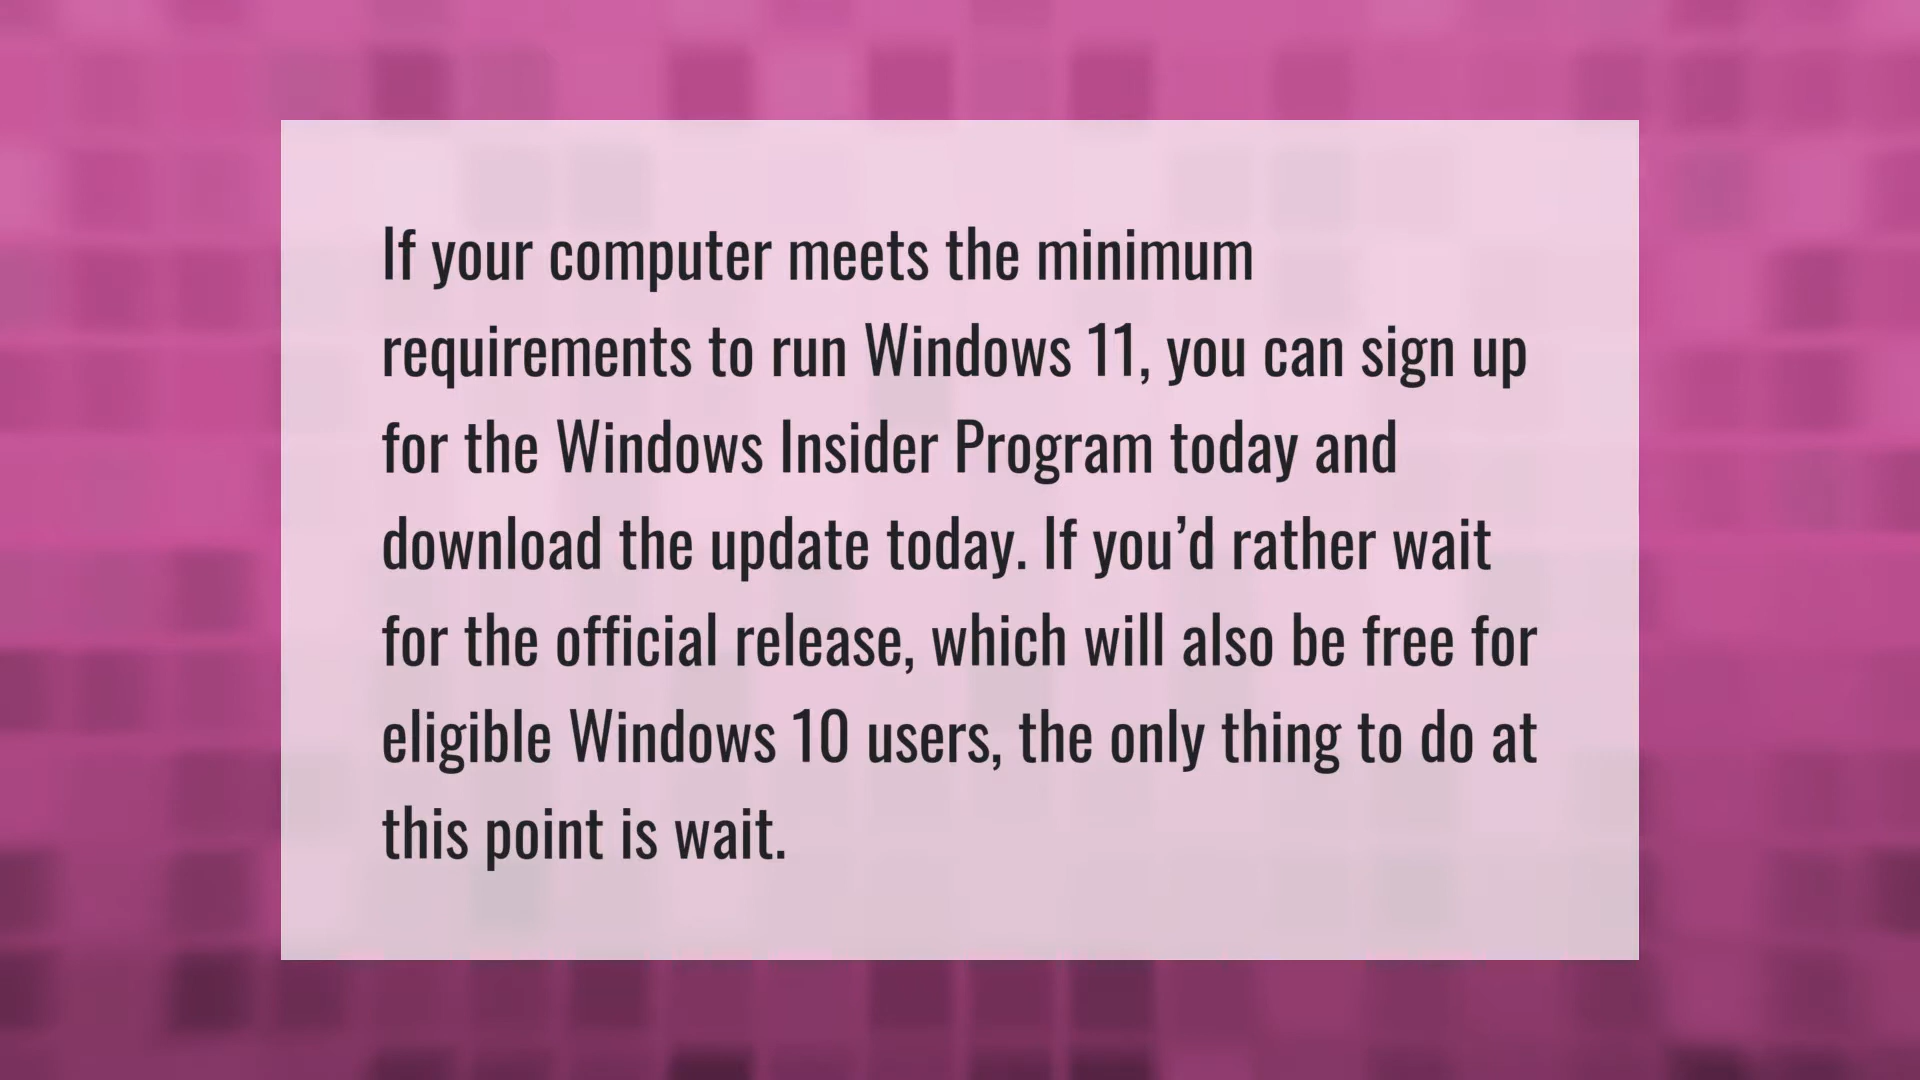 If your computer meets the minimum
requirements to run Windows 11, you can sign up
for the Windows Insider Program today and
download the update today. If you’d rather wait
for the official release, which will also be free for
eligible Windows 10 users, the only thing to do at
this point is wait.